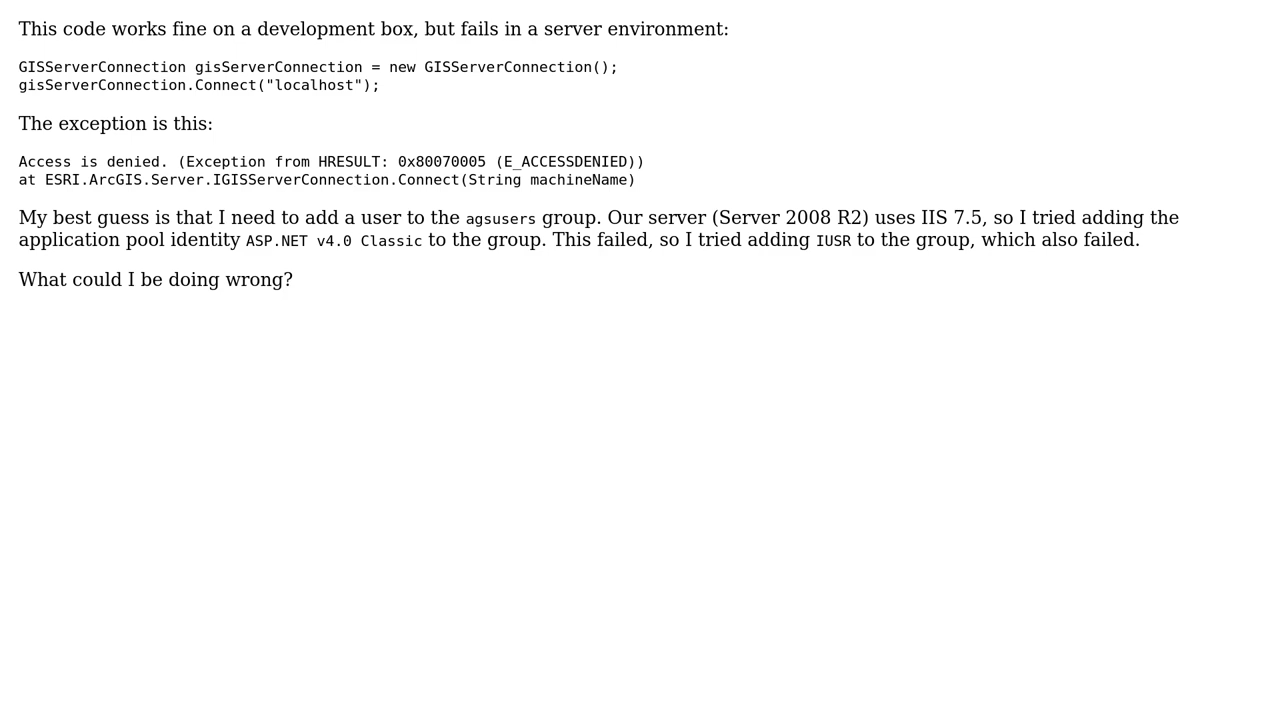 This code works fine on a development box, but fails in a server environment:
GISServerConnection gisServerConnection = new GISServerConnection();
gisServerConnection.Connect("localhost");
The exception is this:
Access is denied. (Exception from HRESULT: 0x80070005 (E_ACCESSDENIED))
at ESRI.ArcGIS.Server.IGISServerConnection.Connect(String machineName)
My best guess is that I need to add a user to the agsusers group. Our server (Server 2008 R2) uses IIS 7.5, so I tried adding the
application pool identity ASP.NET v4.0 Classic to the group. This failed, so I tried adding IUSR to the group, which also failed.
What could I be doing wrong?